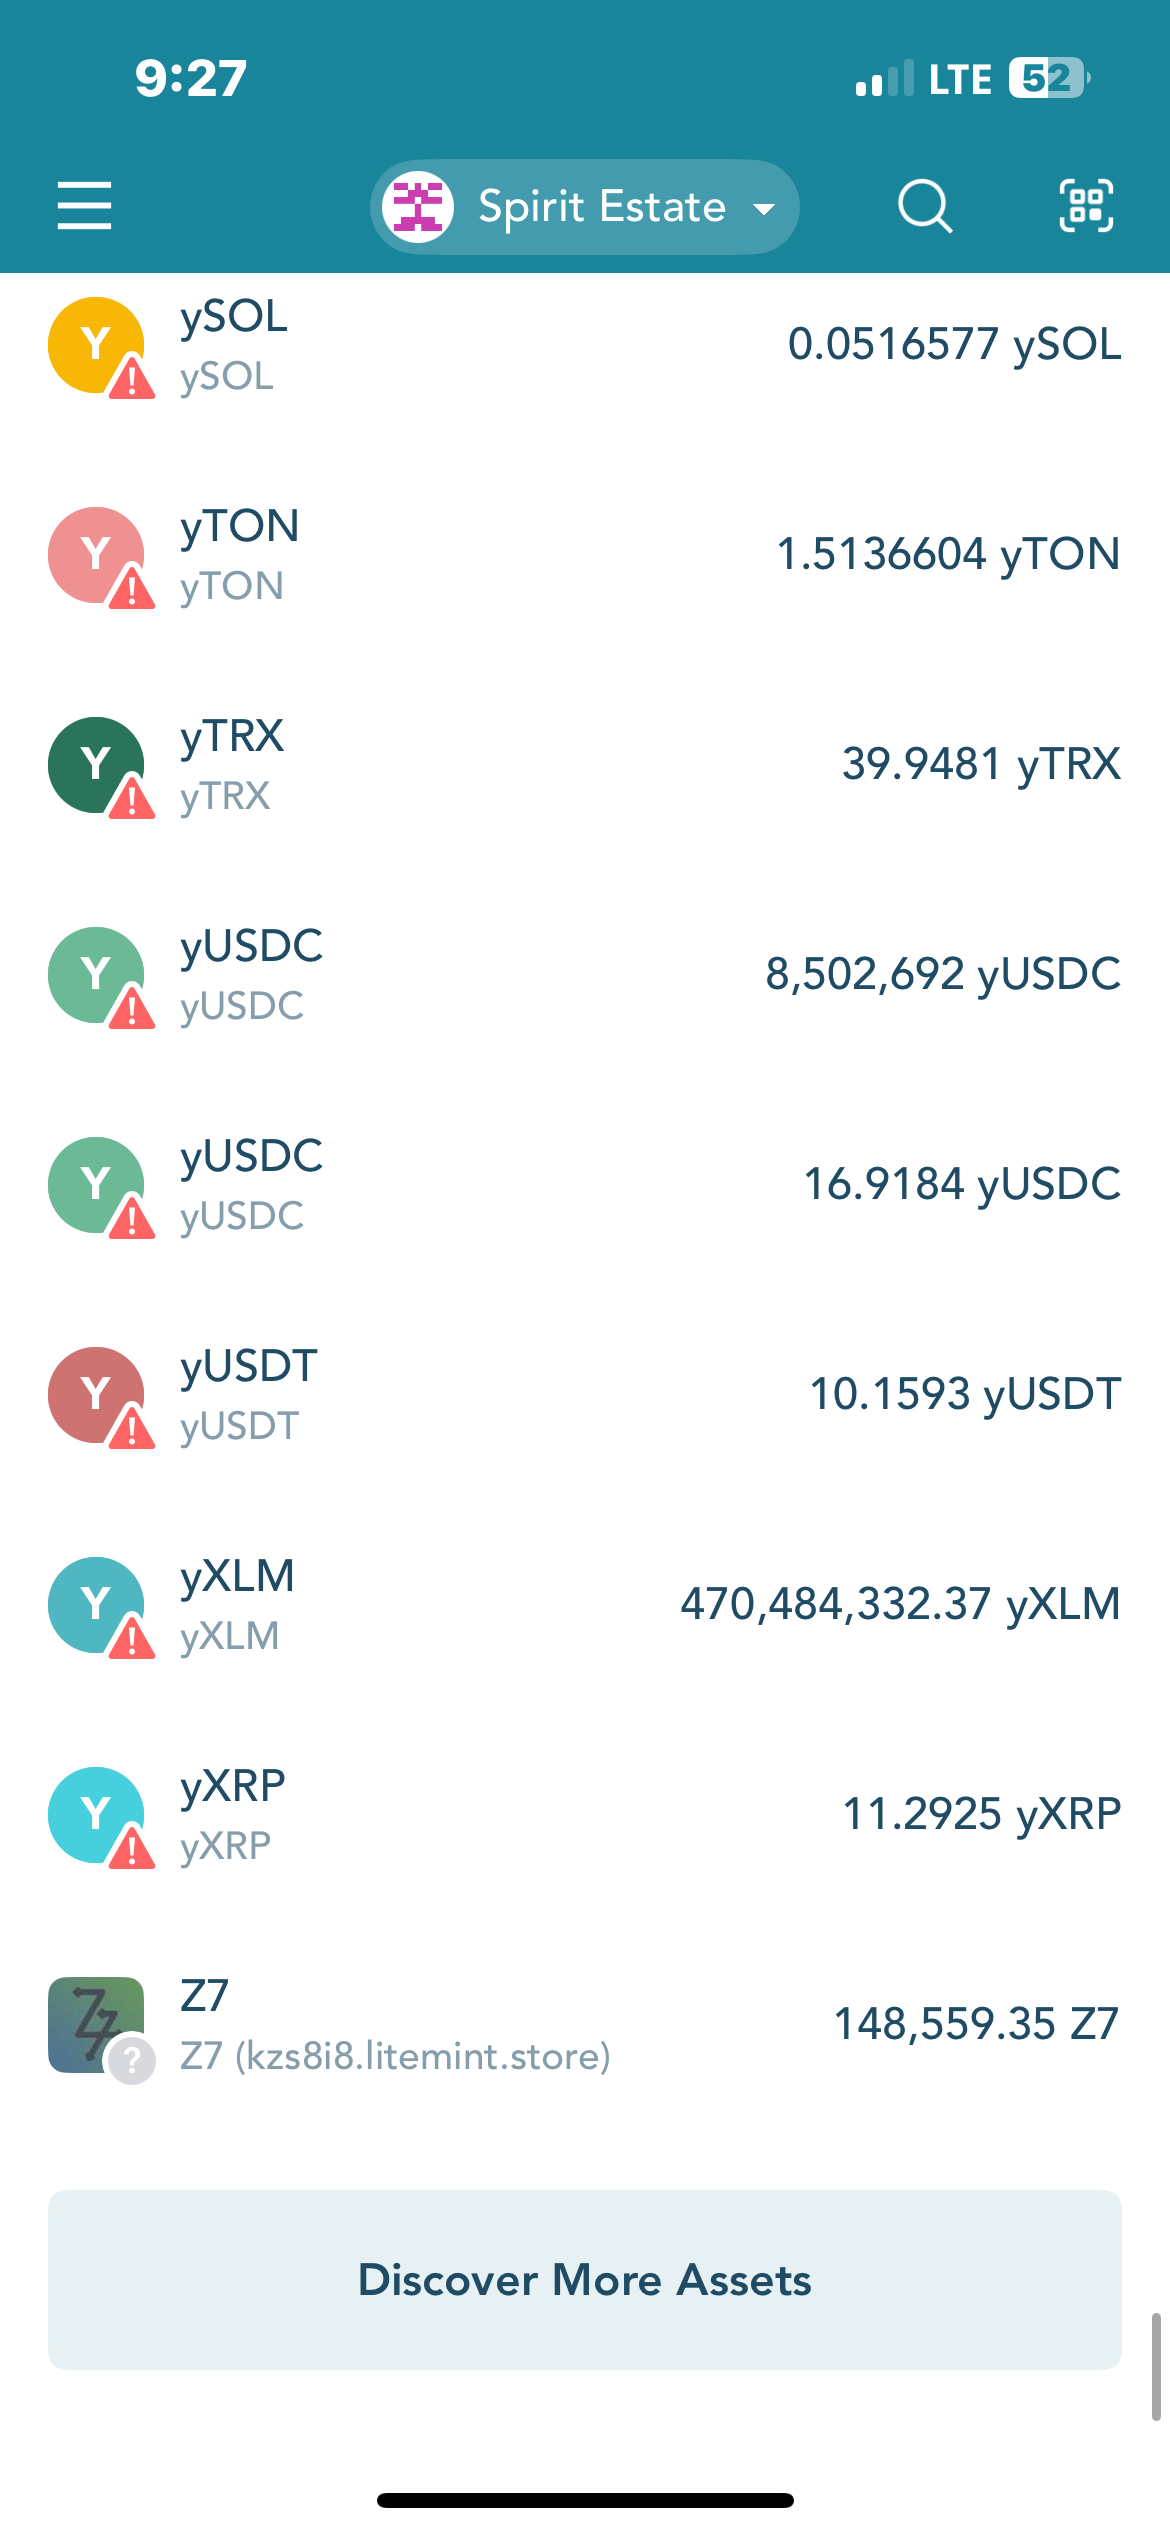 9:27
LTE 52
Spirit Estate
Y ySOL
ySOL
0.0516577 ySOL
Y yTON
yTON
1.5136604 yTON
Y yTRX
yTRX
39.9481 yTRX
Y yUSDC
yUSDC
8,502,692 yUSDC
Y yUSDC
yUSDC
16.9184 yUSDC
Y yUSDT
yUSDT
10.1593 yUSDT
Y yXLM
yXLM
470,484,332.37 yXLM
Y yXRP
yXRP
11.2925 yXRP
Z7
Z7 (kzs8i8.litemint.store)
148,559.35 Z7
Discover More Assets